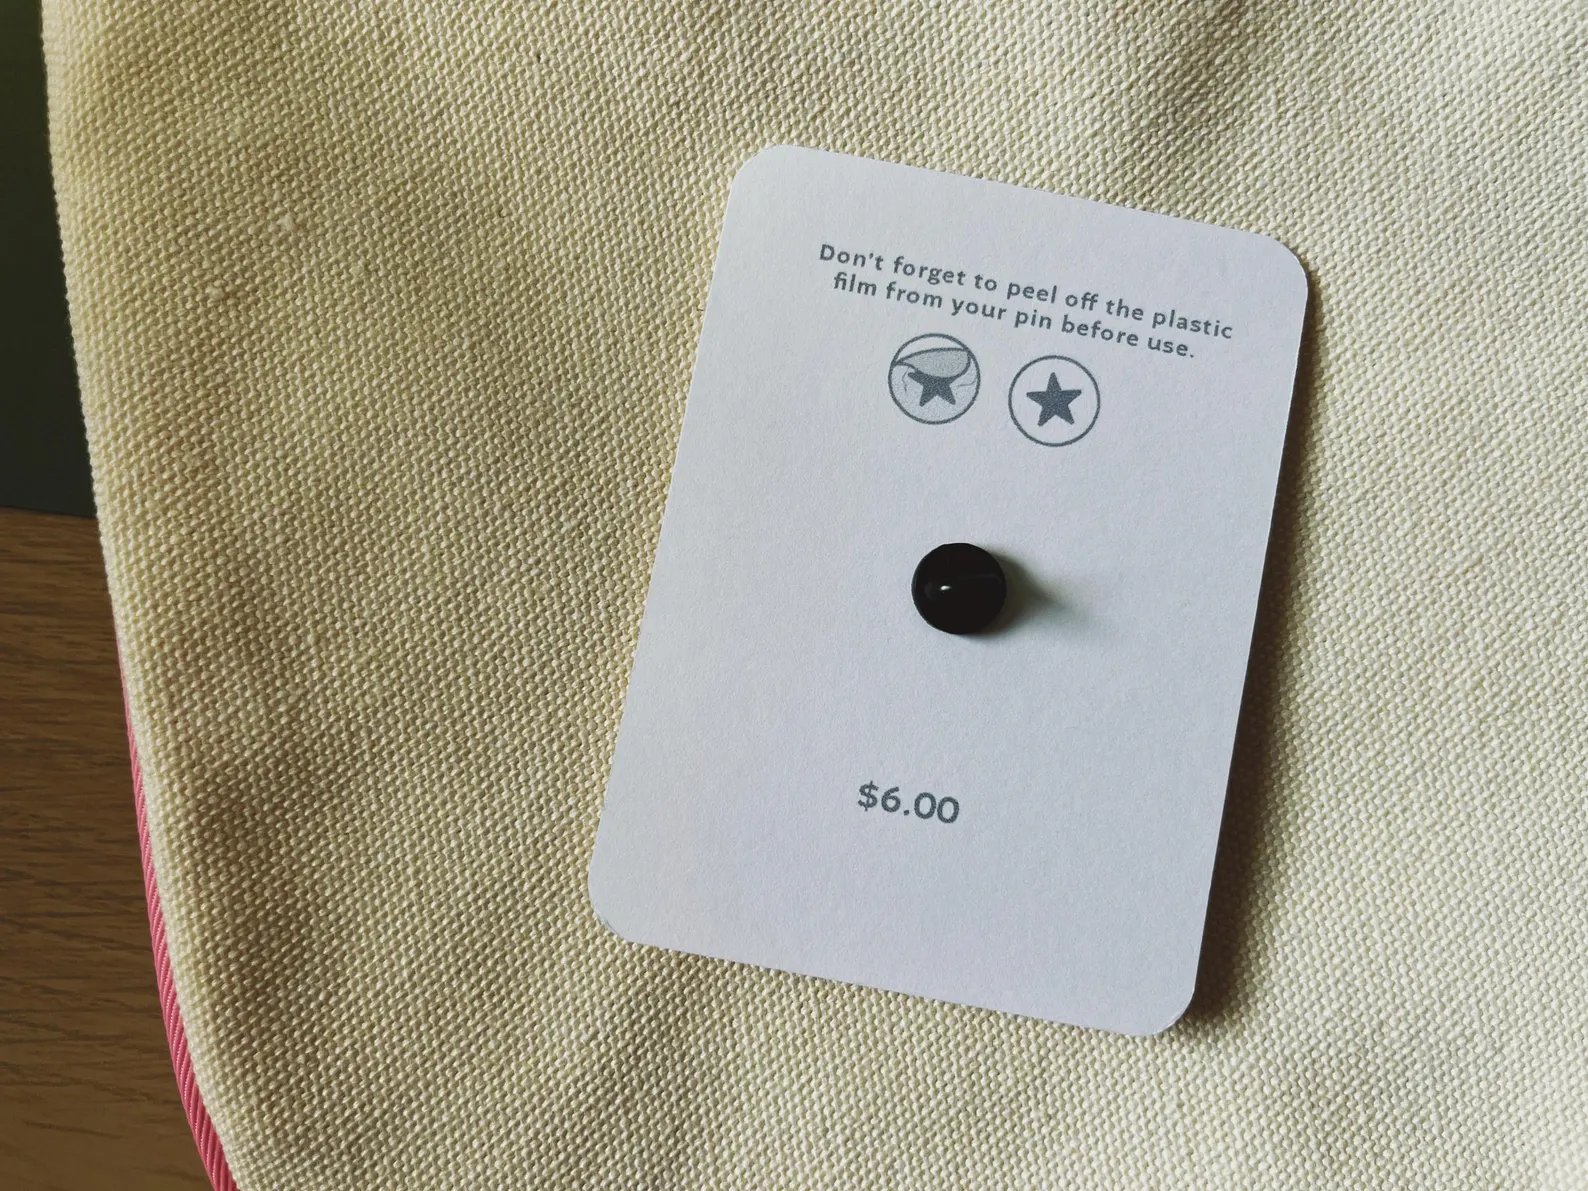 Don't forget to peel off the plastic
film from your pin before use.
$6.00